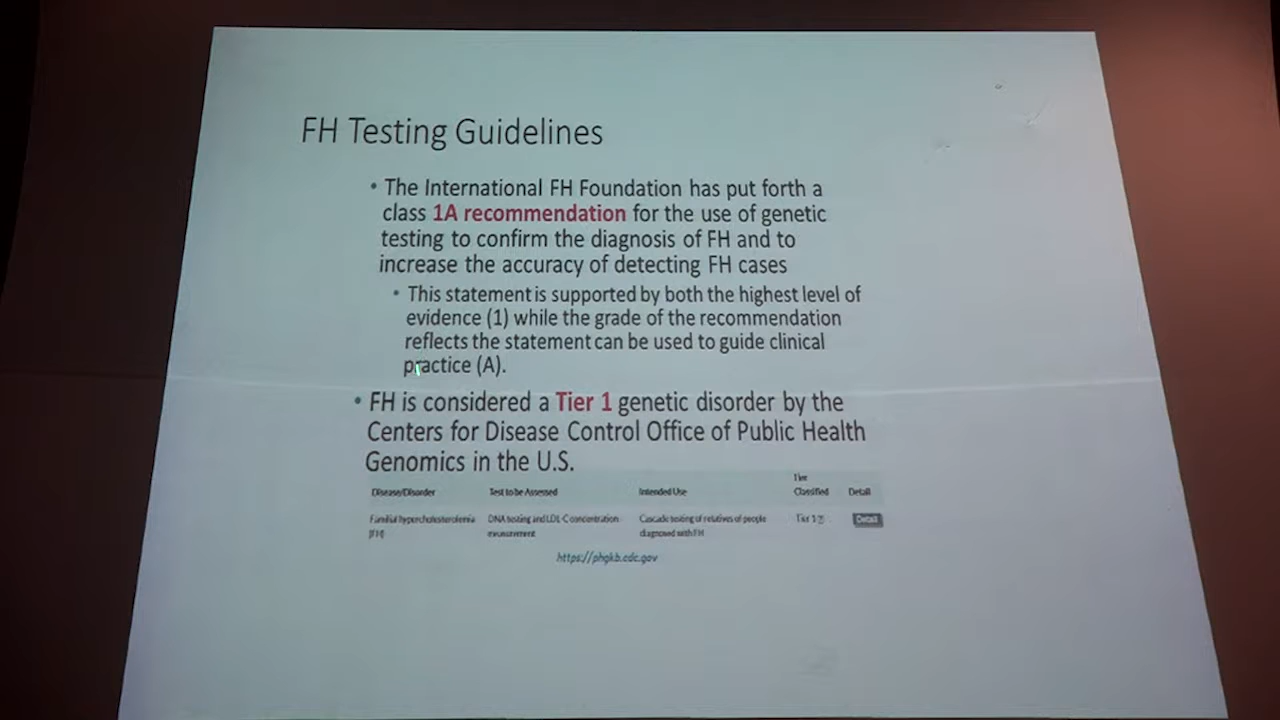 FH Testing Guidelines
• The International FH Foundation has put forth a
class 1A recommendation for the use of genetic
testing to confirm the diagnosis of FH and to
increase the accuracy of detecting FH cases
• This statement is supported by both the highest level of
evidence (1) while the grade of the recommendation
reflects the statement can be used to guide clinical
practice (A).
• FH is considered a Tier 1 genetic disorder by the
Centers for Disease Control Office of Public Health
Genomics in the U.S.
Disease/Disorder Test to be Assessed Intended Use Tier Classified Detail
Familial hypercholesterolemia DNA testing and LDL-C concentration Cascade testing of relatives of people Tier 1 Detail
[FH] measurement diagnosed with FH
https://phgkb.cdc.gov